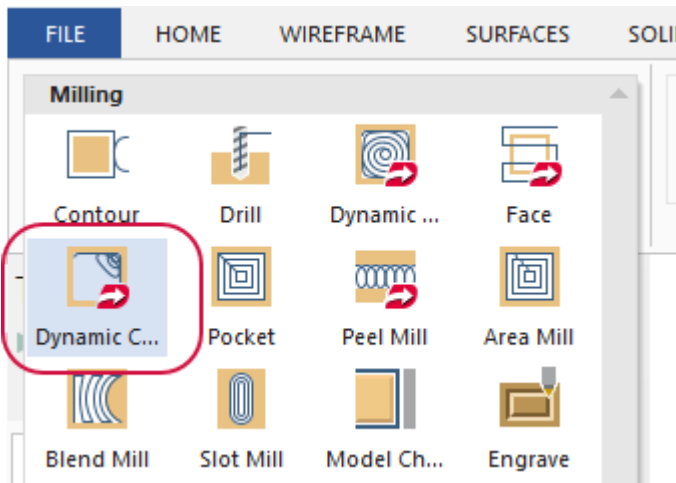 FILE HOME WIREFRAME SURFACES SOLI
Milling
Contour Drill Dynamic ... Face
Dynamic C... Pocket Peel Mill Area Mill
Blend Mill Slot Mill Model Ch... Engrave